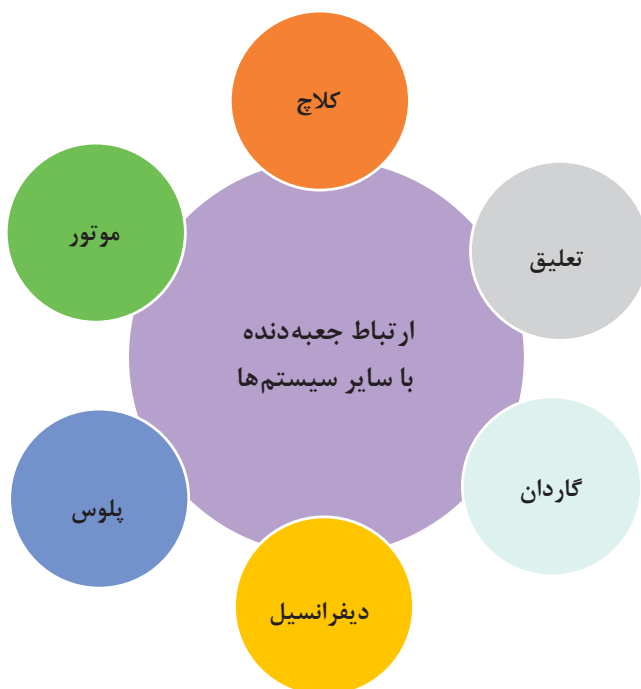 کلاچ
تعلیق
موتور
ارتباط جعبه‌دنده
با سایر سیستم‌ها
گاردان
پلوس
دیفرانسیل